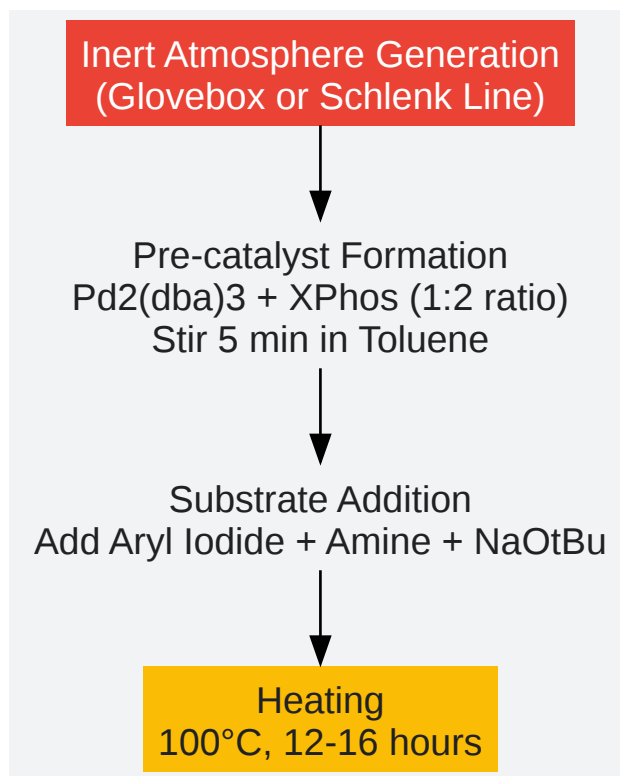 Inert Atmosphere Generation
(Glovebox or Schlenk Line)
Pre-catalyst Formation
Pd2(dba)3 + XPhos (1:2 ratio)
Stir 5 min in Toluene
Substrate Addition
Add Aryl Iodide + Amine + NaOtBu
Heating
100°C, 12-16 hours